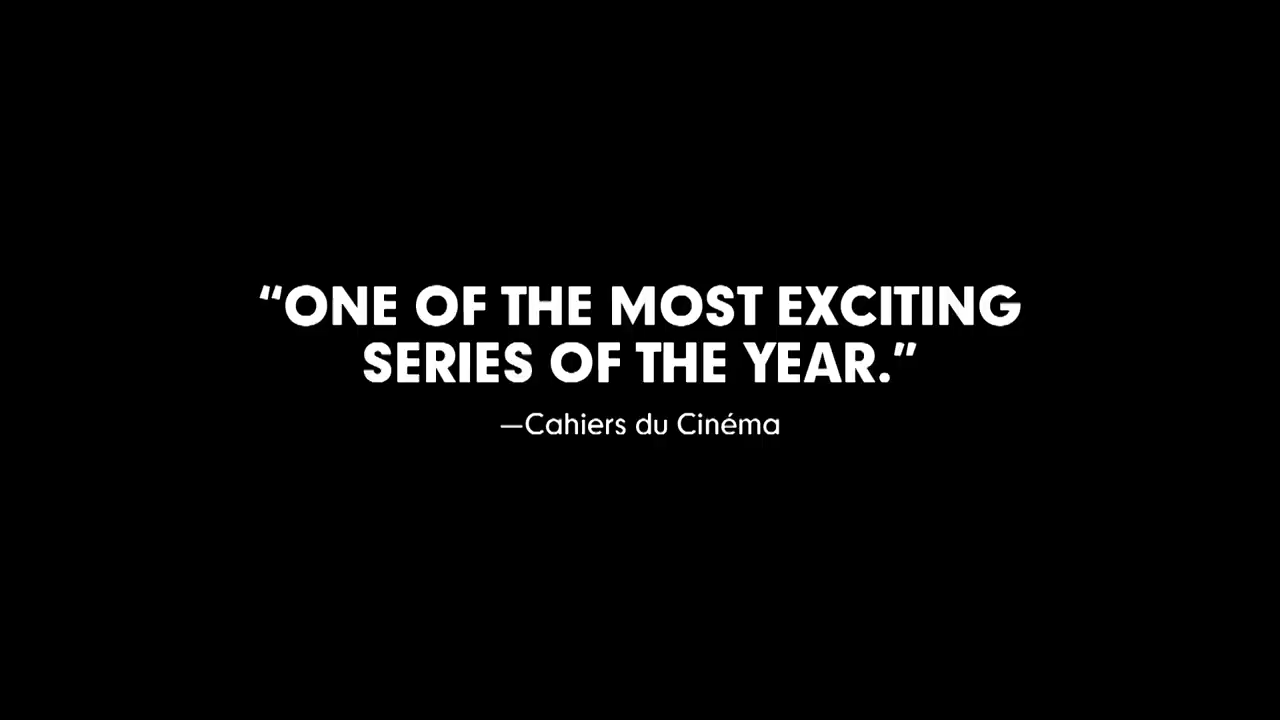 “ONE OF THE MOST EXCITING
SERIES OF THE YEAR.”
—Cahiers du Cinéma